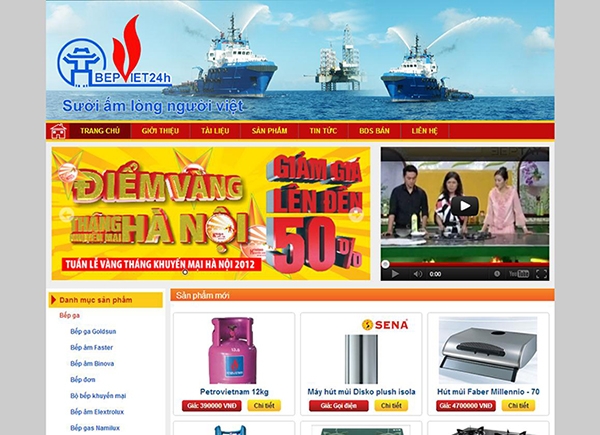 BEPVIET24h
Sưởi ấm lòng người việt
TRANG CHỦ GIỚI THIỆU TÀI LIỆU SẢN PHẨM TIN TỨC BDS BÁN LIÊN HỆ
ĐIỂM VÀNG
THÁNG KHUYẾN MẠI HÀ NỘI
GIẢM GIÁ LÊN ĐẾN 50%
TUẦN LỄ VÀNG THÁNG KHUYẾN MẠI HÀ NỘI 2012
0:00 YouTube
Danh mục sản phẩm
Bếp ga
Bếp ga Goldsun
Bếp âm Faster
Bếp âm Binova
Bếp đơn
Bộ bếp khuyến mại
Bếp âm Elextrolux
Bếp gas Namilux
Sản phẩm mới
Petrovietnam 12kg
Giá: 390000 VNĐ Chi tiết
SENA
Máy hút mùi Disko plush isola
Giá: Gọi điện Chi tiết
Hút mùi Faber Millennio - 70
Giá: 4700000 VNĐ Chi tiết